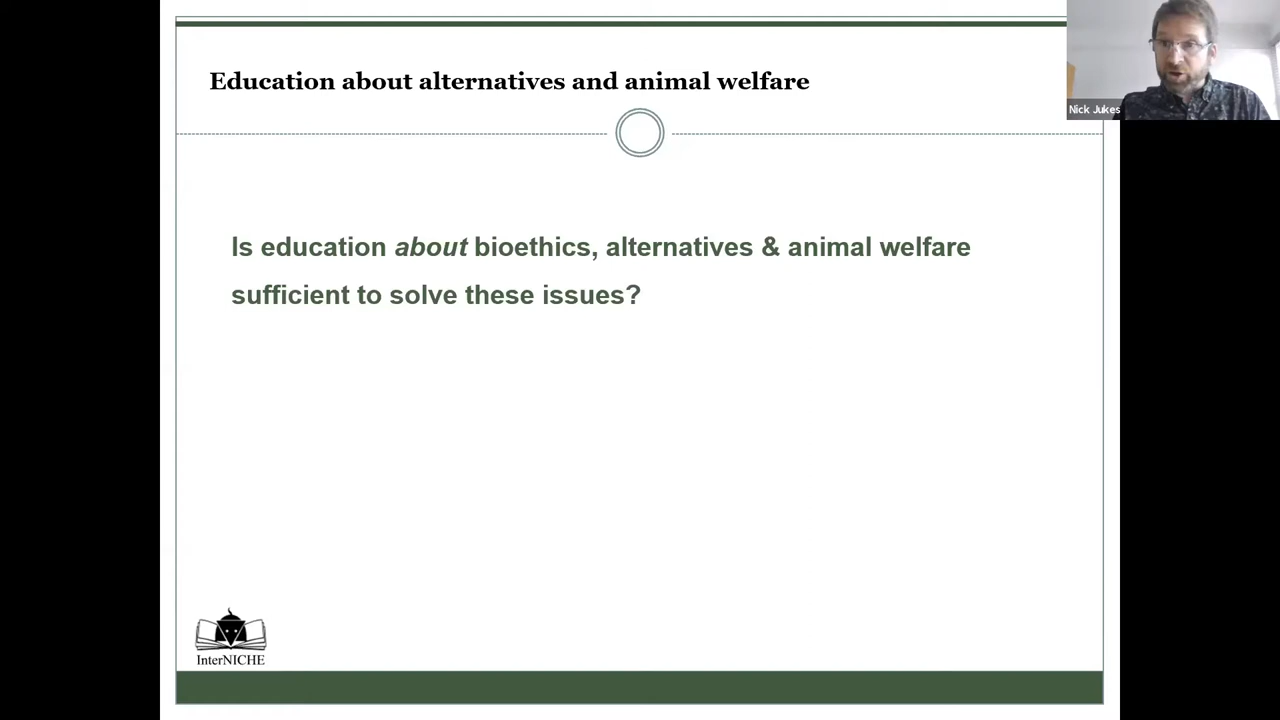 Education about alternatives and animal welfare
Nick Jukes
Is education about bioethics, alternatives & animal welfare
sufficient to solve these issues?
InterNICHE